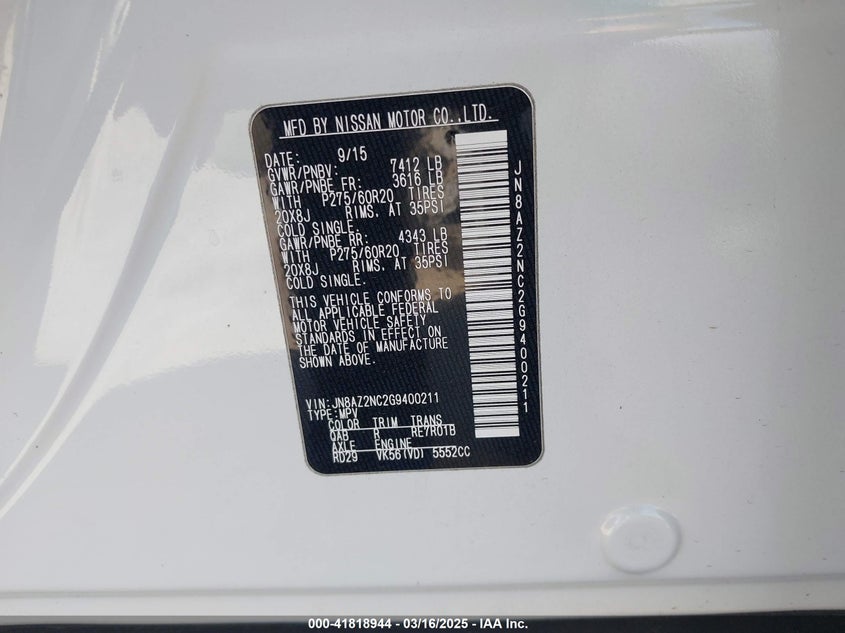 MFD BY NISSAN MOTOR CO.,LTD.
DATE: 9/15
GVWR/PNBV: 7412 LB
GAWR/PNBE FR: 3616 LB
WITH P275/60R20 TIRES
20X8J RIMS. AT 35PSI
COLD SINGLE.
GAWR/PNBE RR: 4343 LB
WITH P275/60R20 TIRES
20X8J RIMS. AT 35PSI
COLD SINGLE.
THIS VEHICLE CONFORMS TO
ALL APPLICABLE FEDERAL
MOTOR VEHICLE SAFETY
STANDARDS IN EFFECT ON
THE DATE OF MANUFACTURE
SHOWN ABOVE.
VIN:JN8AZ2NC2G9400211
TYPE:MPV
COLOR TRIM TRANS
QAB R RE7R01B
AXLE ENGINE
RD29 VK56(VD) 5552CC
JN8AZ2NC2G9400211
000-41818944 - 03/16/2025 - IAA Inc.